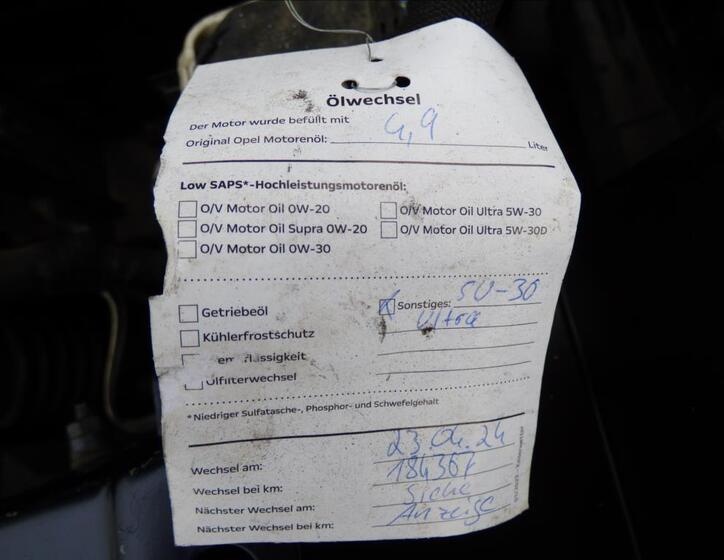 Ölwechsel
Der Motor wurde befüllt mit
Original Opel Motorenöl: 4,9 Liter
Low SAPS*-Hochleistungsmotorenöl:
O/V Motor Oil 0W-20
O/V Motor Oil Ultra 5W-30
O/V Motor Oil Supra 0W-20
O/V Motor Oil Ultra 5W-30D
O/V Motor Oil 0W-30
Getriebeöl
Sonstiges: 5W-30
Ultra
Kühlerfrostschutz
Ölfilterwechsel
*Niedriger Sulfatasche-, Phosphor- und Schwefelgehalt
Wechsel am: 23.04.24
Wechsel bei km: 184367
Nächster Wechsel am: Siehe
Nächster Wechsel bei km: Anzeige